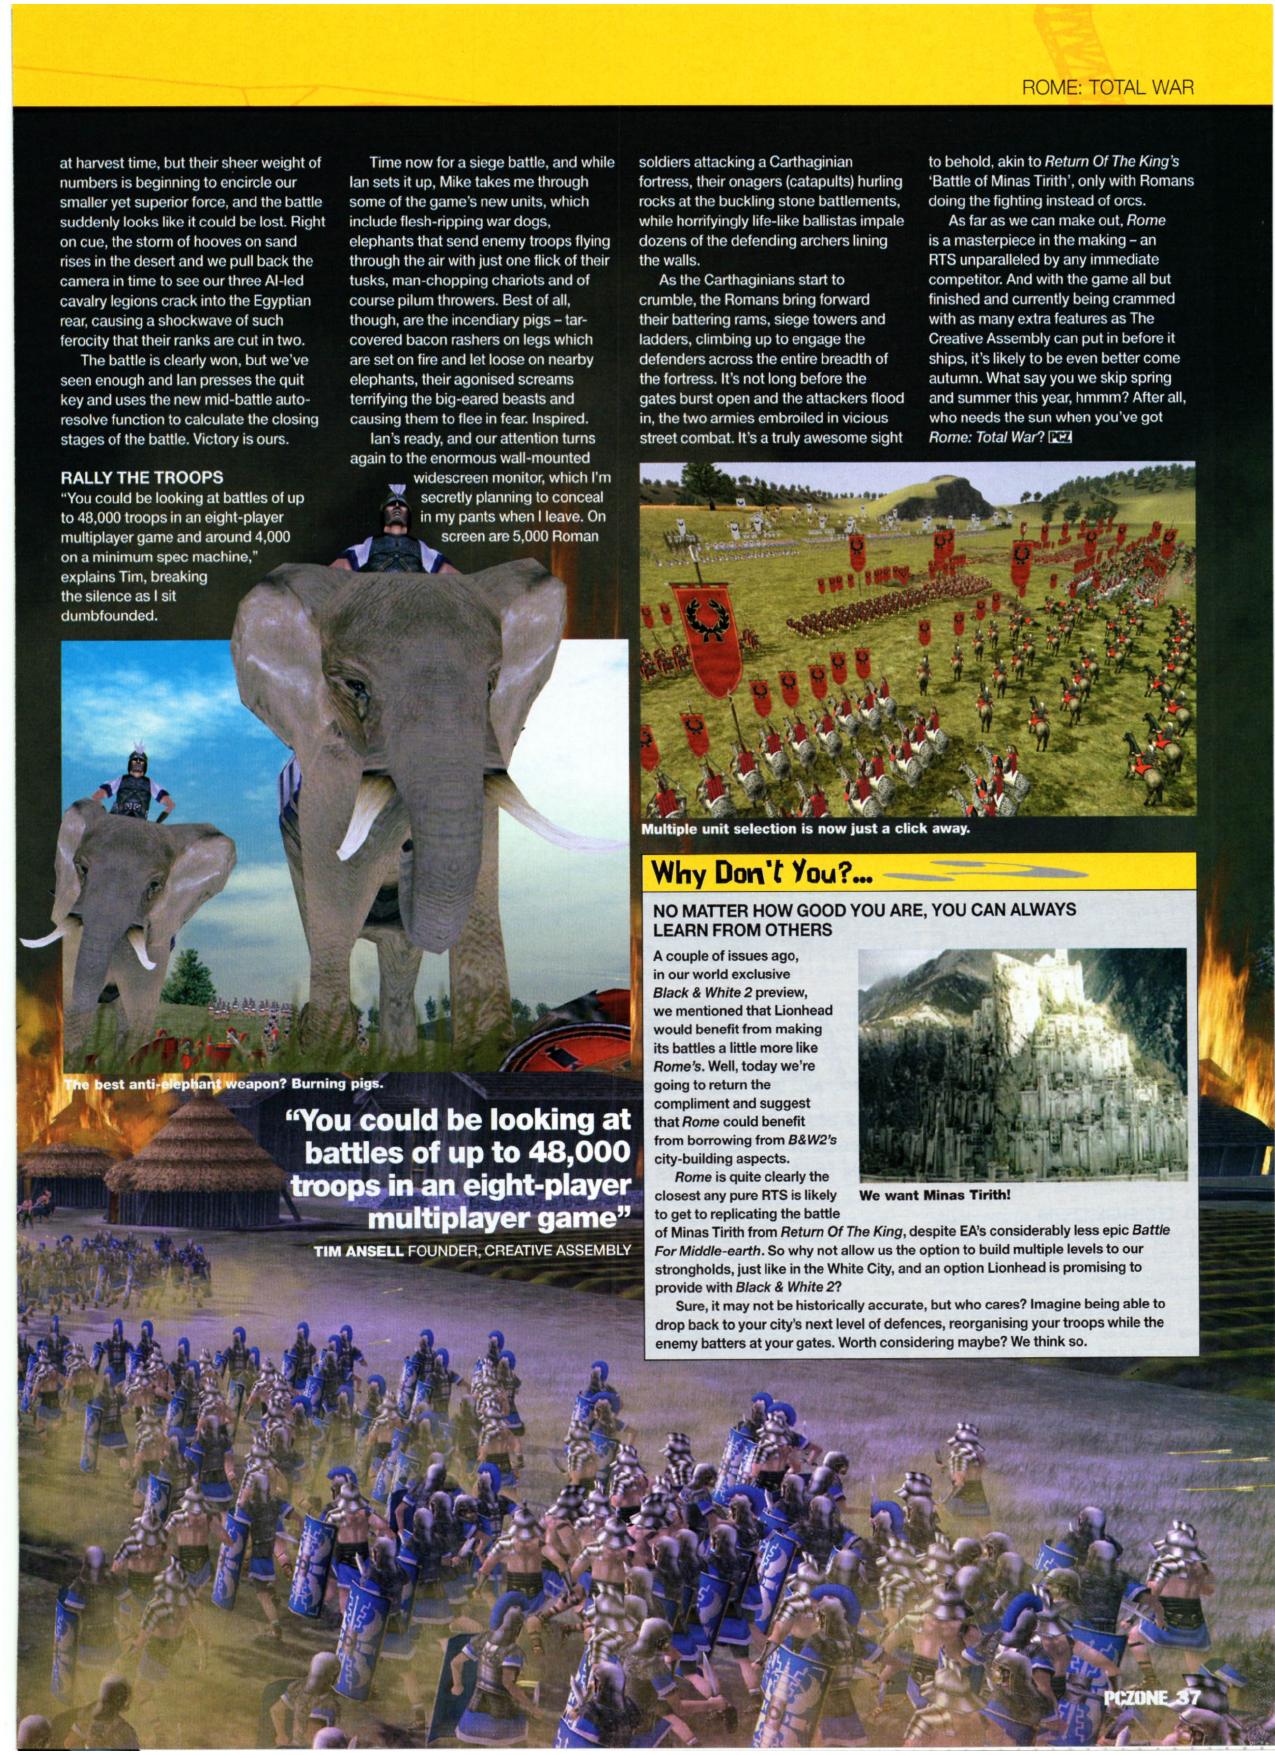 ROME: TOTAL WAR
at harvest time, but their sheer weight of
numbers is beginning to encircle our
smaller yet superior force, and the battle
suddenly looks like it could be lost. Right
on cue, the storm of hooves on sand
rises in the desert and we pull back the
camera in time to see our three AI-led
cavalry legions crack into the Egyptian
rear, causing a shockwave of such
ferocity that their ranks are cut in two.
The battle is clearly won, but we've
seen enough and Ian presses the quit
key and uses the new mid-battle auto-
resolve function to calculate the closing
stages of the battle. Victory is ours.
RALLY THE TROOPS
“You could be looking at battles of up
to 48,000 troops in an eight-player
multiplayer game and around 4,000
on a minimum spec machine,”
explains Tim, breaking
the silence as I sit
dumbfounded.
Time now for a siege battle, and while
Ian sets it up, Mike takes me through
some of the game's new units, which
include flesh-ripping war dogs,
elephants that send enemy troops flying
through the air with just one flick of their
tusks, man-chopping chariots and of
course pilum throwers. Best of all,
though, are the incendiary pigs – tar-
covered bacon rashers on legs which
are set on fire and let loose on nearby
elephants, their agonised screams
terrifying the big-eared beasts and
causing them to flee in fear. Inspired.
Ian's ready, and our attention turns
again to the enormous wall-mounted
widescreen monitor, which I'm
secretly planning to conceal
in my pants when I leave. On
screen are 5,000 Roman
soldiers attacking a Carthaginian
fortress, their onagers (catapults) hurling
rocks at the buckling stone battlements,
while horrifyingly life-like ballistas impale
dozens of the defending archers lining
the walls.
As the Carthaginians start to
crumble, the Romans bring forward
their battering rams, siege towers and
ladders, climbing up to engage the
defenders across the entire breadth of
the fortress. It's not long before the
gates burst open and the attackers flood
in, the two armies embroiled in vicious
street combat. It's a truly awesome sight
to behold, akin to Return Of The King's
‘Battle of Minas Tirith’, only with Romans
doing the fighting instead of orcs.
As far as we can make out, Rome
is a masterpiece in the making – an
RTS unparalleled by any immediate
competitor. And with the game all but
finished and currently being crammed
with as many extra features as The
Creative Assembly can put in before it
ships, it's likely to be even better come
autumn. What say you we skip spring
and summer this year, hmmm? After all,
who needs the sun when you've got
Rome: Total War? PCZ
Multiple unit selection is now just a click away.
The best anti-elephant weapon? Burning pigs.
“You could be looking at
battles of up to 48,000
troops in an eight-player
multiplayer game”
TIM ANSELL FOUNDER, CREATIVE ASSEMBLY
Why Don't You?...
NO MATTER HOW GOOD YOU ARE, YOU CAN ALWAYS
LEARN FROM OTHERS
A couple of issues ago,
in our world exclusive
Black & White 2 preview,
we mentioned that Lionhead
would benefit from making
its battles a little more like
Rome's. Well, today we're
going to return the
compliment and suggest
that Rome could benefit
from borrowing from B&W2's
city-building aspects.
Rome is quite clearly the
closest any pure RTS is likely
to get to replicating the battle
of Minas Tirith from Return Of The King, despite EA's considerably less epic Battle
For Middle-earth. So why not allow us the option to build multiple levels to our
strongholds, just like in the White City, and an option Lionhead is promising to
provide with Black & White 2?
Sure, it may not be historically accurate, but who cares? Imagine being able to
drop back to your city's next level of defences, reorganising your troops while the
enemy batters at your gates. Worth considering maybe? We think so.
We want Minas Tirith!
PCZONE 37